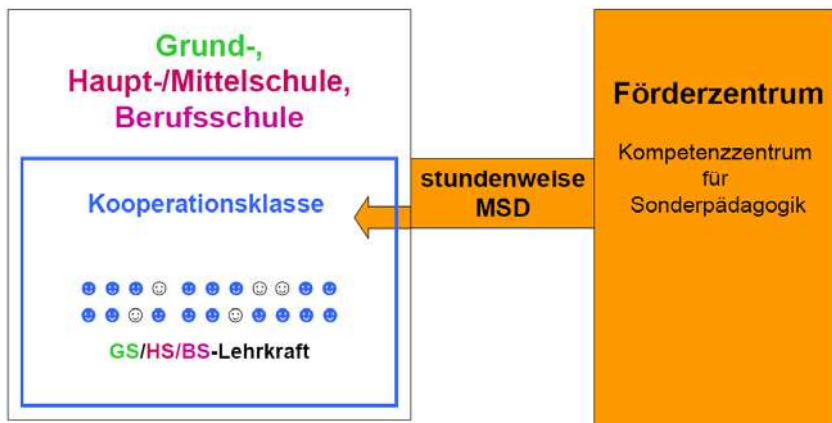 Grund-,
Haupt-/Mittelschule,
Berufsschule
Kooperationsklasse
GS/HS/BS-Lehrkraft
stundenweise
MSD
Förderzentrum
Kompetenzzentrum
für
Sonderpädagogik